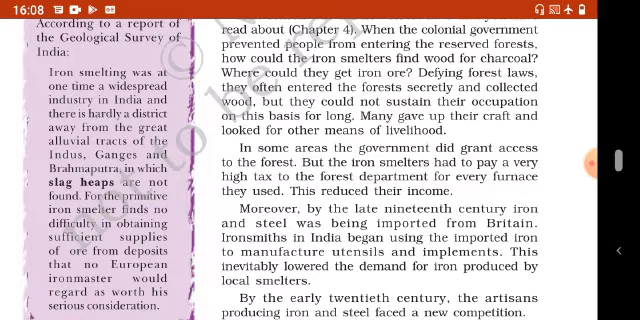 16:08
According to a report of
the Geological Survey of
India:
Iron smelting was at
one time a widespread
industry in India and
there is hardly a district
away from the great
alluvial tracts of the
Indus, Ganges and
Brahmaputra, in which
slag heaps are not
found. For the primitive
iron smelter finds no
difficulty in obtaining
sufficient supplies
of ore from deposits
that no European
ironmaster would
regard as worth his
serious consideration.
read about (Chapter 4). When the colonial government
prevented people from entering the reserved forests,
how could the iron smelters find wood for charcoal?
Where could they get iron ore? Defying forest laws,
they often entered the forests secretly and collected
wood, but they could not sustain their occupation
on this basis for long. Many gave up their craft and
looked for other means of livelihood.
In some areas the government did grant access
to the forest. But the iron smelters had to pay a very
high tax to the forest department for every furnace
they used. This reduced their income.
Moreover, by the late nineteenth century iron
and steel was being imported from Britain.
Ironsmiths in India began using the imported iron
to manufacture utensils and implements. This
inevitably lowered the demand for iron produced by
local smelters.
By the early twentieth century, the artisans
producing iron and steel faced a new competition.
© N
not to be rep